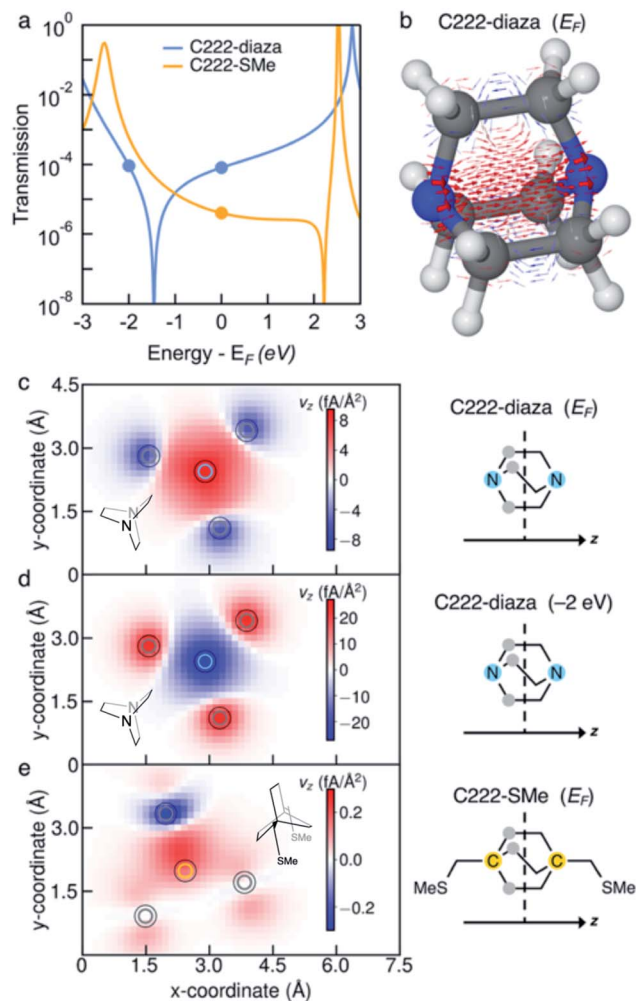 a
b
C222-diaza (E_F)
C222-diaza
C222-SMe
Transmission
10^0
10^-2
10^-4
10^-6
10^-8
-3 -2 -1 0 1 2 3
Energy - E_F (eV)
c
4.5
3.0
1.5
0
y-coordinate (Å)
v_z (fA/Å²)
8
4
0
−4
−8
N
N
C222-diaza (E_F)
N N
z
d
3.0
1.5
0
y-coordinate (Å)
v_z (fA/Å²)
20
10
0
−10
−20
N
N
C222-diaza (−2 eV)
N N
z
e
3.0
1.5
0
y-coordinate (Å)
v_z (fA/Å²)
0.2
0.0
−0.2
SMe
SMe
C222-SMe (E_F)
C C
MeS
SMe
z
0 1.5 3.0 4.5 6.0 7.5
x-coordinate (Å)